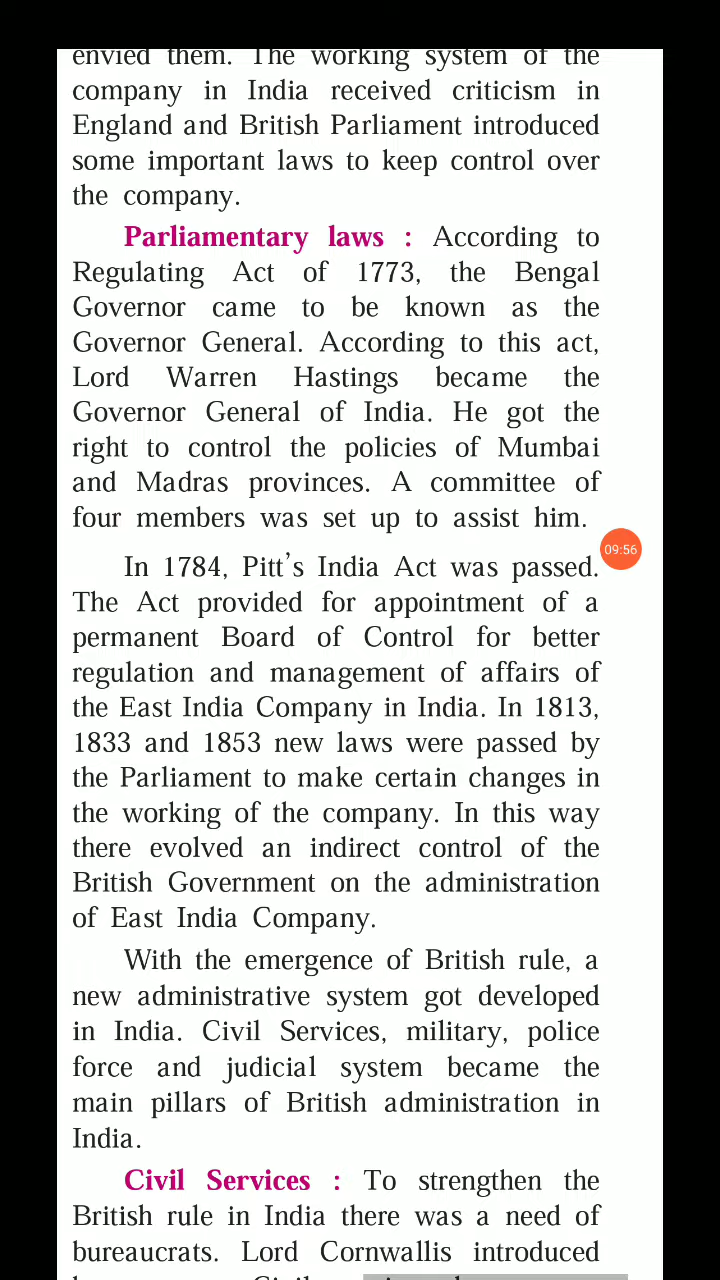 envied them. The working system of the
company in India received criticism in
England and British Parliament introduced
some important laws to keep control over
the company.
Parliamentary laws : According to
Regulating Act of 1773, the Bengal
Governor came to be known as the
Governor General. According to this act,
Lord Warren Hastings became the
Governor General of India. He got the
right to control the policies of Mumbai
and Madras provinces. A committee of
four members was set up to assist him.
09:56
In 1784, Pitt's India Act was passed.
The Act provided for appointment of a
permanent Board of Control for better
regulation and management of affairs of
the East India Company in India. In 1813,
1833 and 1853 new laws were passed by
the Parliament to make certain changes in
the working of the company. In this way
there evolved an indirect control of the
British Government on the administration
of East India Company.
With the emergence of British rule, a
new administrative system got developed
in India. Civil Services, military, police
force and judicial system became the
main pillars of British administration in
India.
Civil Services : To strengthen the
British rule in India there was a need of
bureaucrats. Lord Cornwallis introduced